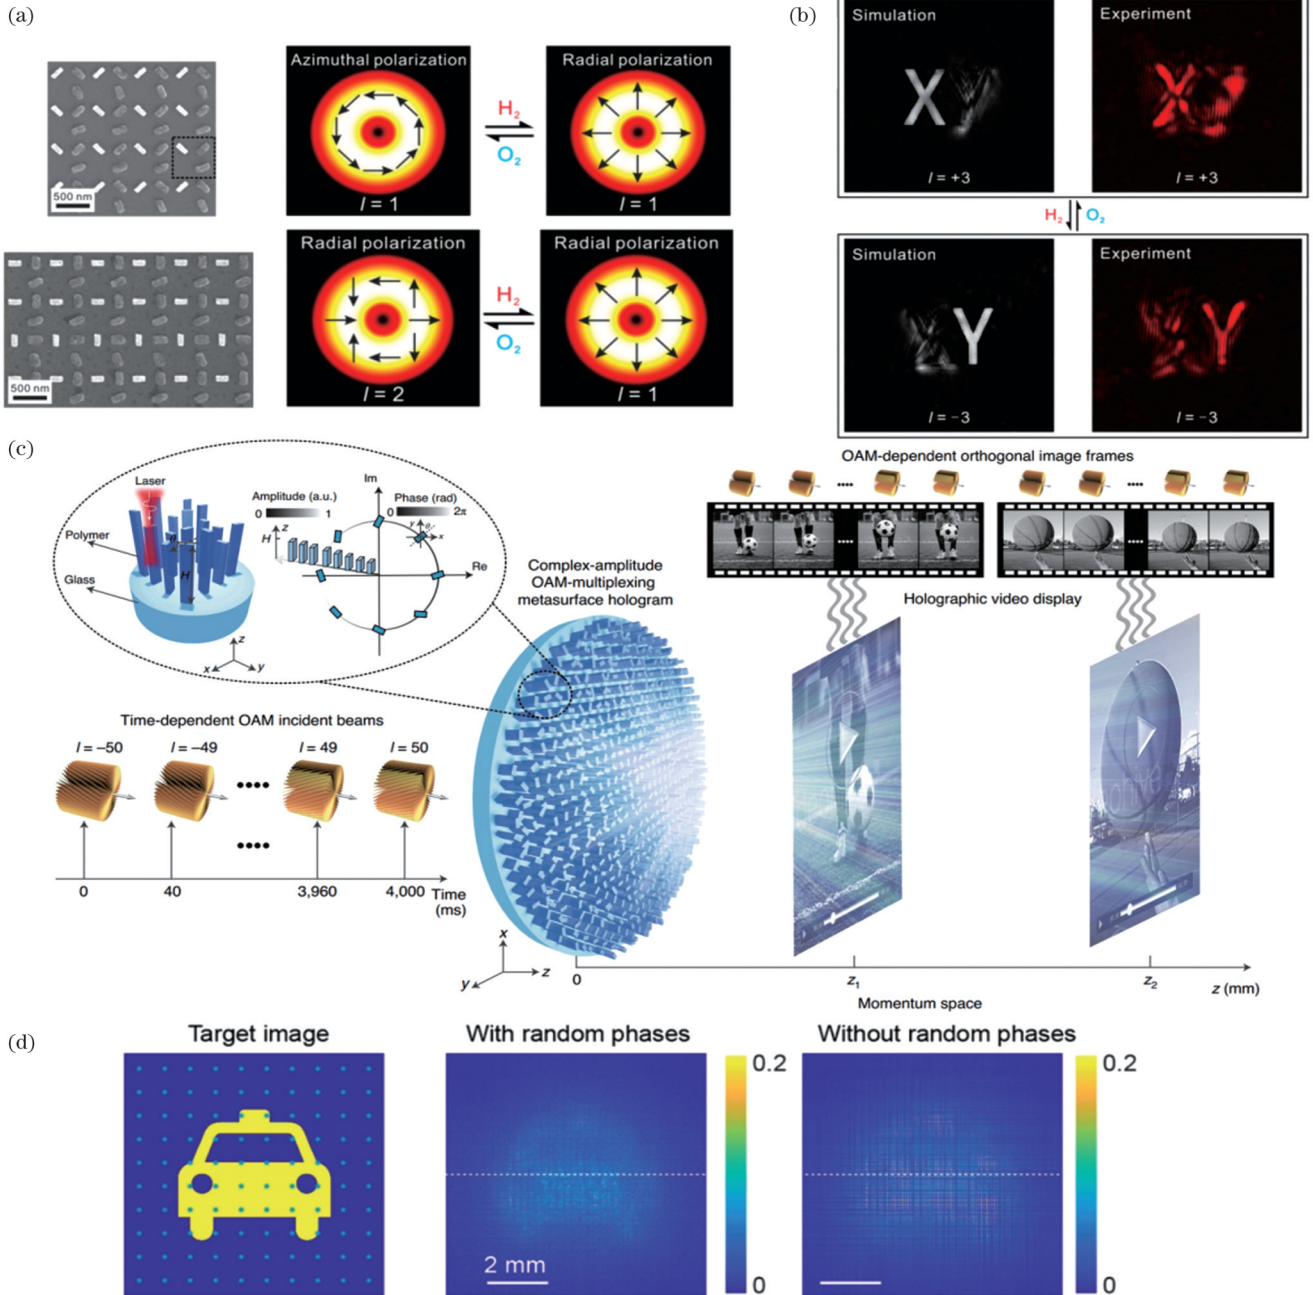 (a)
500 nm
Azimuthal polarization
l = 1
H2
O2
Radial polarization
l = 1
500 nm
Radial polarization
l = 2
H2
O2
Radial polarization
l = 1
(b)
Simulation
X
l = +3
Experiment
X
l = +3
H2
O2
Simulation
Y
l = −3
Experiment
Y
l = −3
(c)
Laser
Polymer
Glass
H
z
x
y
Amplitude (a.u.)
0
1
z
H
Im
Phase (rad)
0
2π
y
x
Re
Complex-amplitude
OAM-multiplexing
metasurface hologram
OAM-dependent orthogonal image frames
Holographic video display
Time-dependent OAM incident beams
l = −50
l = −49
l = 49
l = 50
0
40
3,960
4,000
Time
(ms)
x
y
z
0
z1
z2
z (mm)
Momentum space
(d)
Target image
With random phases
2 mm
0.2
0
Without random phases
0.2
0